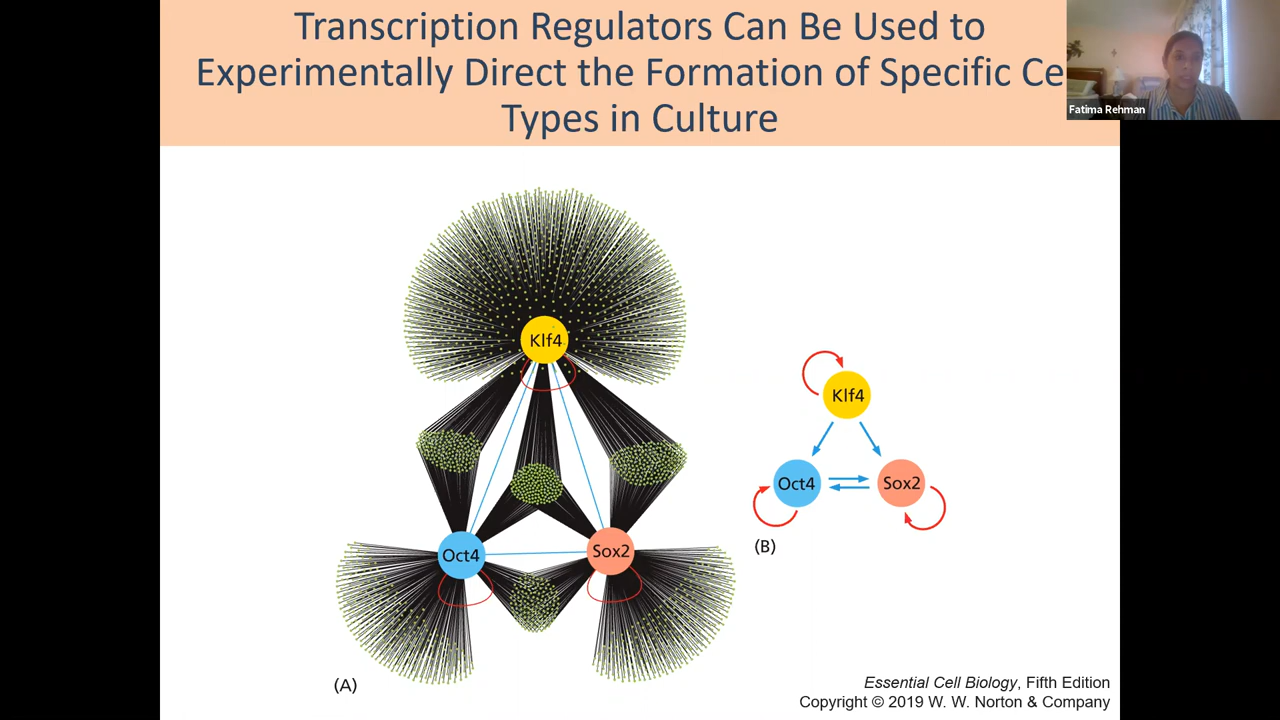 Transcription Regulators Can Be Used to
Experimentally Direct the Formation of Specific Ce
Types in Culture
Fatima Rehman
Klf4
Klf4
Oct4
Sox2
Oct4
Sox2
(B)
(A)
Essential Cell Biology, Fifth Edition
Copyright © 2019 W. W. Norton & Company